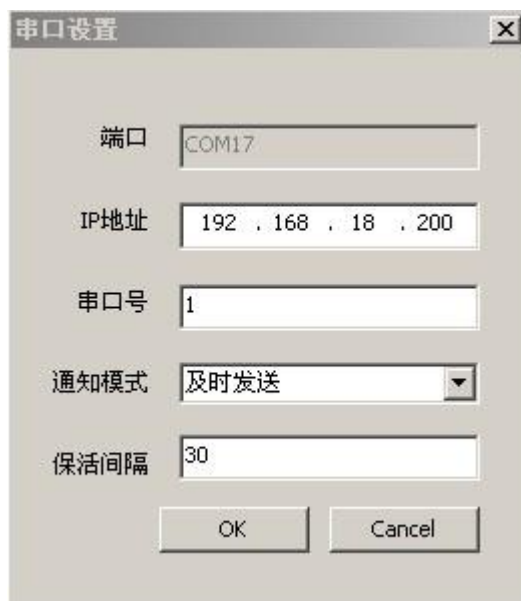 串口设置
端口 COM17
IP地址 192 . 168 . 18 . 200
串口号 1
通知模式 及时发送
保活间隔 30
OK Cancel